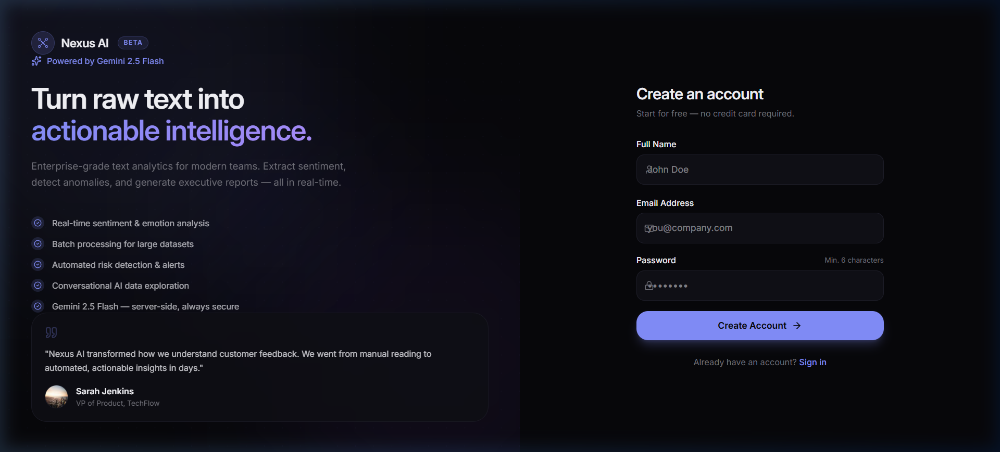 Nexus AI BETA
Powered by Gemini 2.5 Flash
Turn raw text into
actionable intelligence.
Enterprise-grade text analytics for modern teams. Extract sentiment,
detect anomalies, and generate executive reports — all in real-time.
Real-time sentiment & emotion analysis
Batch processing for large datasets
Automated risk detection & alerts
Conversational AI data exploration
Gemini 2.5 Flash — server-side, always secure
"Nexus AI transformed how we understand customer feedback. We went from manual reading to
automated, actionable insights in days."
Sarah Jenkins
VP of Product, TechFlow
Create an account
Start for free — no credit card required.
Full Name
John Doe
Email Address
you@company.com
Password Min. 6 characters
••••••••
Create Account →
Already have an account? Sign in